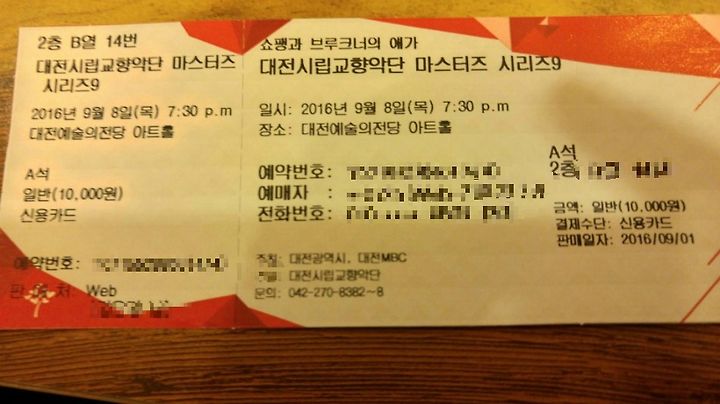 2층 B열 14번
대전시립교향악단 마스터즈
시리즈9
2016년 9월 8일(목) 7:30 p.m
대전예술의전당 아트홀
A석
일반(10,000원)
신용카드
예약번호:
판매처: Web
쇼팽과 브루크너의 애가
대전시립교향악단 마스터즈 시리즈9
일시: 2016년 9월 8일(목) 7:30 p.m
장소: 대전예술의전당 아트홀
예약번호:
예매자 :
전화번호:
주최: 대전광역시, 대전MBC
주관: 대전시립교향악단
문의: 042-270-8382~8
A석
2층
금액: 일반(10,000원)
결제수단: 신용카드
판매일자: 2016/09/01